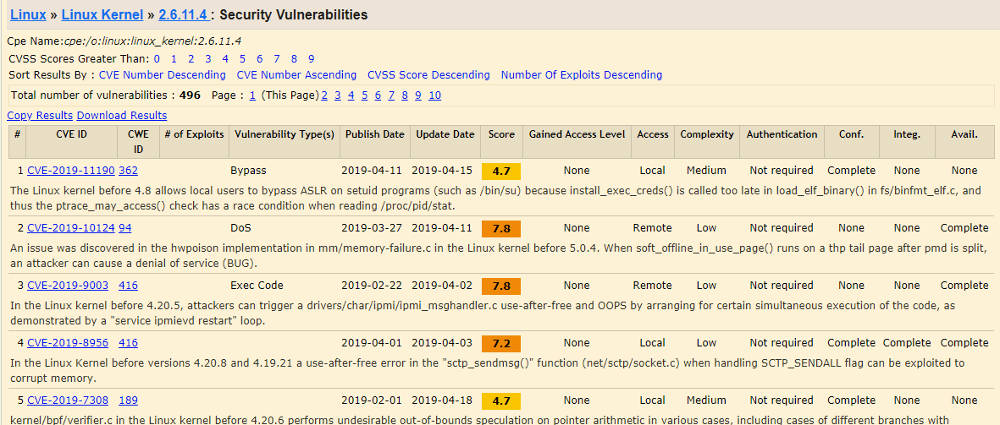 Linux » Linux Kernel » 2.6.11.4 : Security Vulnerabilities
Cpe Name:cpe:/o:linux:linux_kernel:2.6.11.4
CVSS Scores Greater Than: 0 1 2 3 4 5 6 7 8 9
Sort Results By : CVE Number Descending CVE Number Ascending CVSS Score Descending Number Of Exploits Descending
Total number of vulnerabilities : 496 Page : 1 (This Page) 2 3 4 5 6 7 8 9 10
Copy Results Download Results
# CVE ID CWE ID # of Exploits Vulnerability Type(s) Publish Date Update Date Score Gained Access Level Access Complexity Authentication Conf. Integ. Avail.
1 CVE-2019-11190 362 Bypass 2019-04-11 2019-04-15 4.7 None Local Medium Not required Complete None None
The Linux kernel before 4.8 allows local users to bypass ASLR on setuid programs (such as /bin/su) because install_exec_creds() is called too late in load_elf_binary() in fs/binfmt_elf.c, and
thus the ptrace_may_access() check has a race condition when reading /proc/pid/stat.
2 CVE-2019-10124 94 DoS 2019-03-27 2019-04-11 7.8 None Remote Low Not required None None Complete
An issue was discovered in the hwpoison implementation in mm/memory-failure.c in the Linux kernel before 5.0.4. When soft_offline_in_use_page() runs on a thp tail page after pmd is split,
an attacker can cause a denial of service (BUG).
3 CVE-2019-9003 416 Exec Code 2019-02-22 2019-04-02 7.8 None Remote Low Not required None None Complete
In the Linux kernel before 4.20.5, attackers can trigger a drivers/char/ipmi/ipmi_msghandler.c use-after-free and OOPS by arranging for certain simultaneous execution of the code, as
demonstrated by a "service ipmievd restart" loop.
4 CVE-2019-8956 416 2019-04-01 2019-04-03 7.2 None Local Low Not required Complete Complete Complete
In the Linux Kernel before versions 4.20.8 and 4.19.21 a use-after-free error in the "sctp_sendmsg()" function (net/sctp/socket.c) when handling SCTP_SENDALL flag can be exploited to
corrupt memory.
5 CVE-2019-7308 189 2019-02-01 2019-04-18 4.7 None Local Medium Not required Complete None None
kernel/bpf/verifier.c in the Linux kernel before 4.20.6 performs undesirable out-of-bounds speculation on pointer arithmetic in various cases, including cases of different branches with